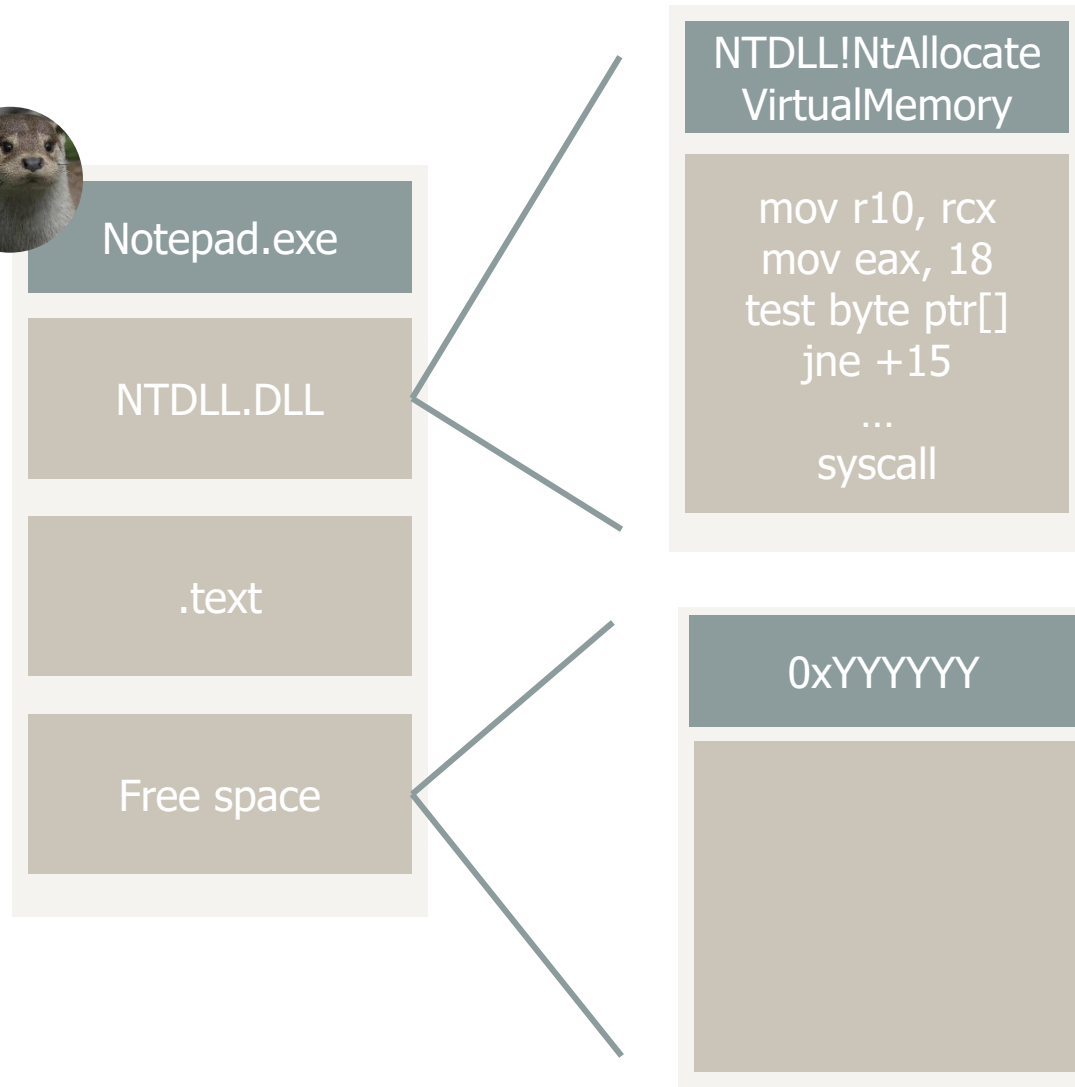 Notepad.exe
NTDLL.DLL
.text
Free space
NTDLL!NtAllocate
VirtualMemory
mov r10, rcx
mov eax, 18
test byte ptr[]
jne +15
…
syscall
0xYYYYYY